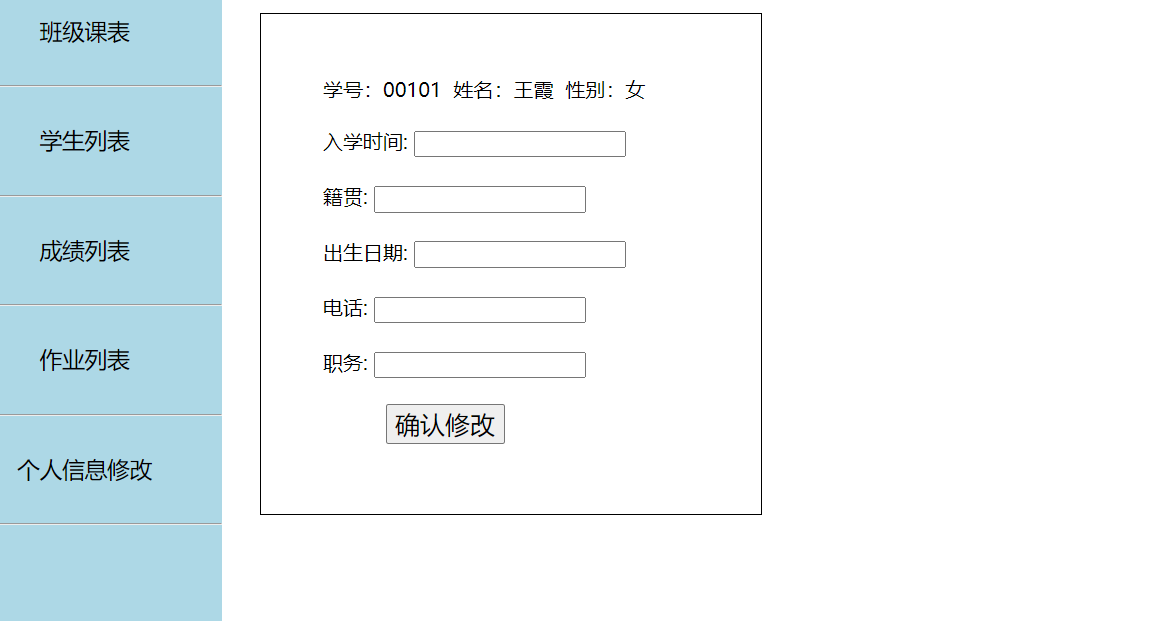 班级课表
学生列表
成绩列表
作业列表
个人信息修改
学号：00101 姓名：王霞 性别：女
入学时间:
籍贯:
出生日期:
电话:
职务:
确认修改